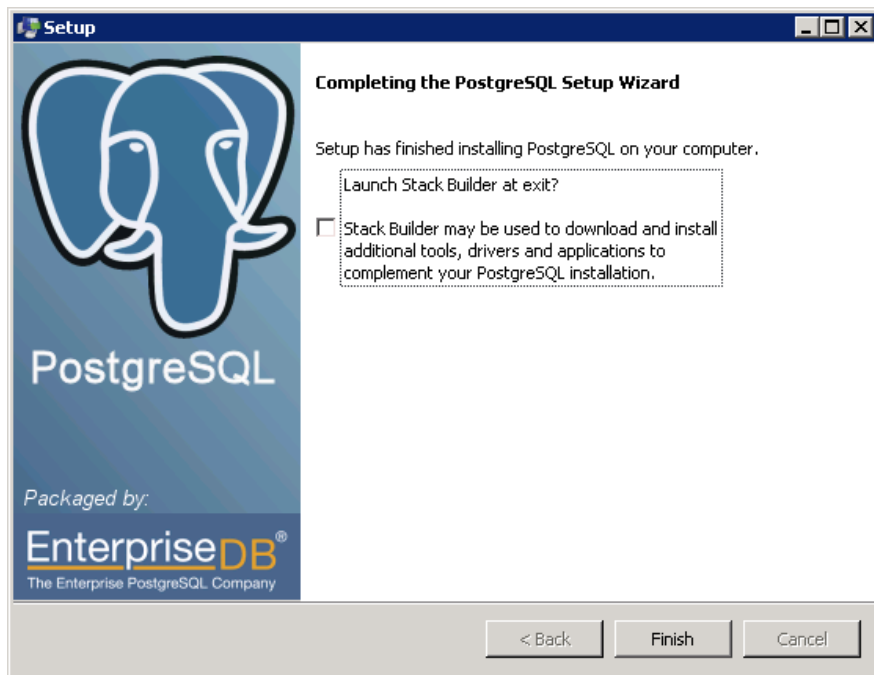 Setup
Completing the PostgreSQL Setup Wizard
Setup has finished installing PostgreSQL on your computer.
Launch Stack Builder at exit?
Stack Builder may be used to download and install
additional tools, drivers and applications to
complement your PostgreSQL installation.
PostgreSQL
Packaged by:
EnterpriseDB®
The Enterprise PostgreSQL Company
< Back
Finish
Cancel